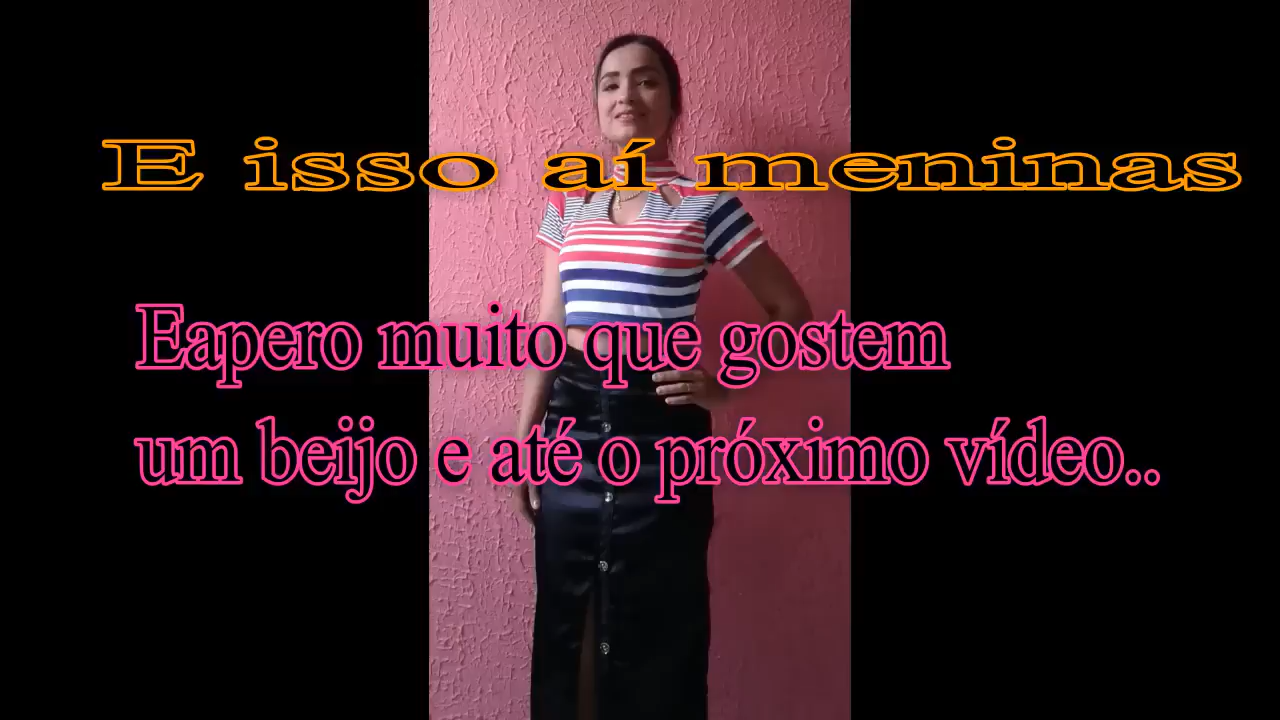 E isso aí meninas
Eapero muito que gostem
um beijo e até o próximo vídeo..